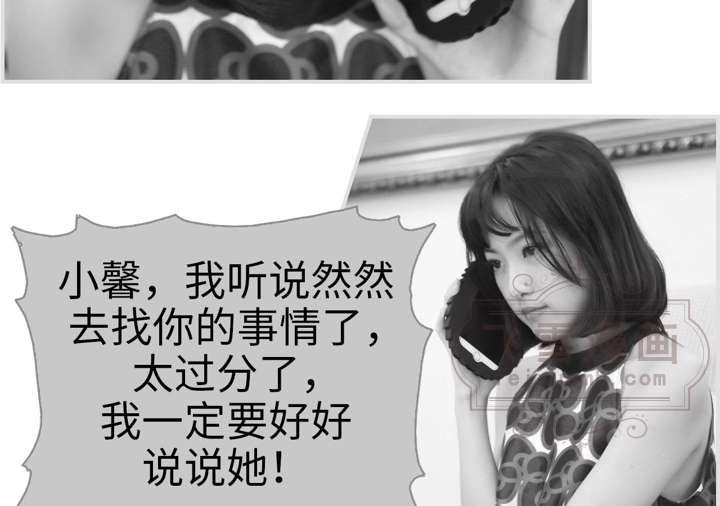 小馨，我听说然然
去找你的事情了，
太过分了，
我一定要好好
说说她！